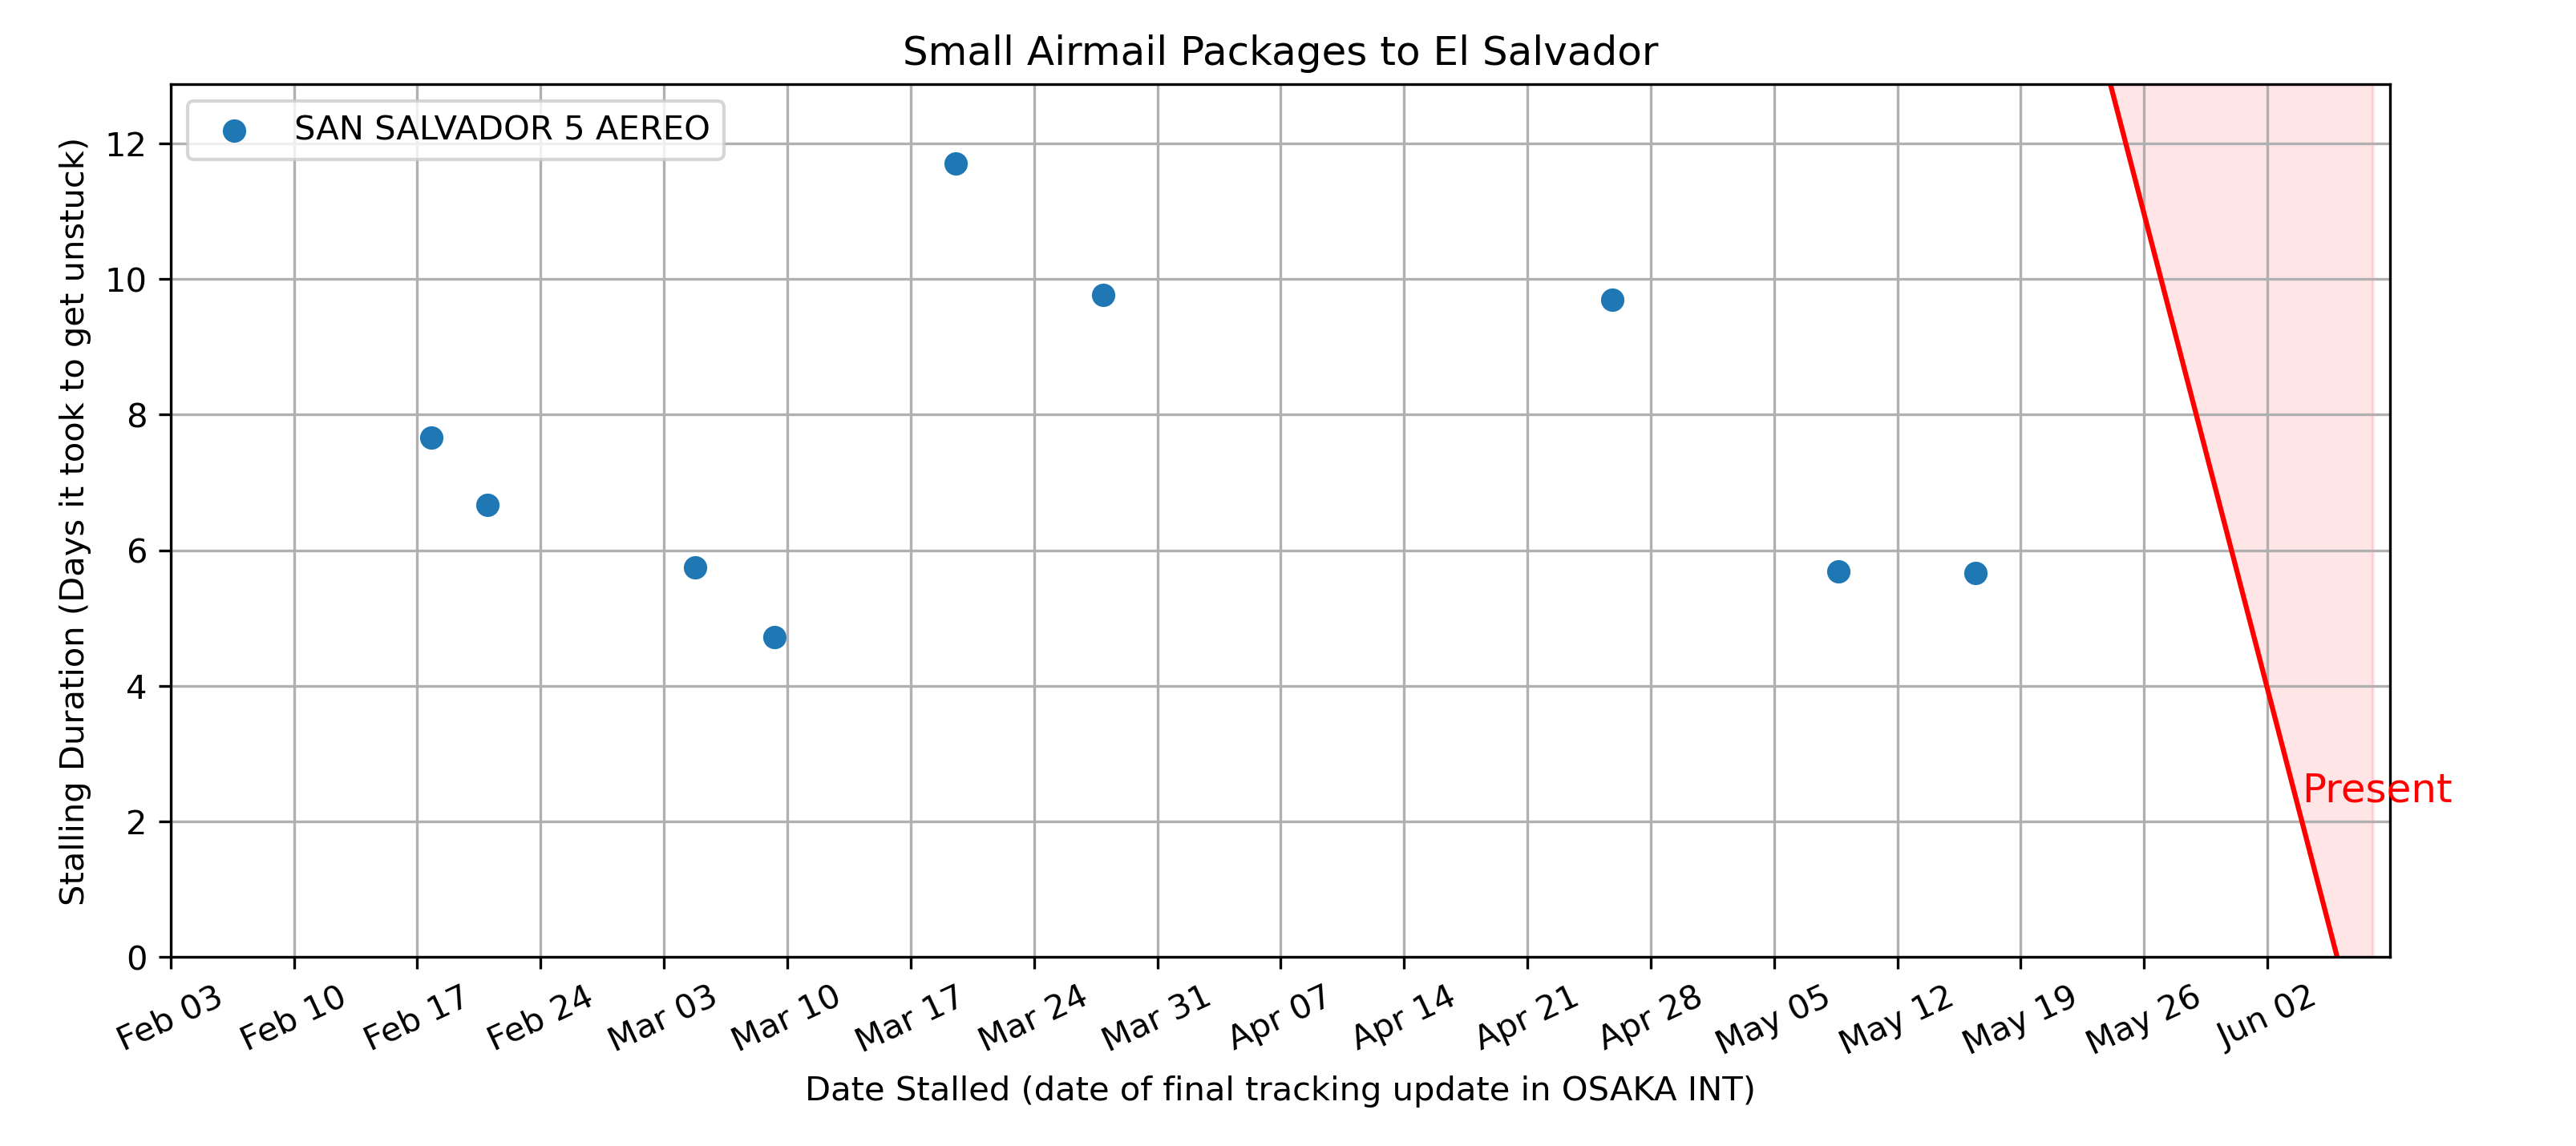 Small Airmail Packages to El Salvador
SAN SALVADOR 5 AEREO
Stalling Duration (Days it took to get unstuck)
12
10
8
6
4
2
0
Present
Feb 03
Feb 10
Feb 17
Feb 24
Mar 03
Mar 10
Mar 17
Mar 24
Mar 31
Apr 07
Apr 14
Apr 21
Apr 28
May 05
May 12
May 19
May 26
Jun 02
Date Stalled (date of final tracking update in OSAKA INT)